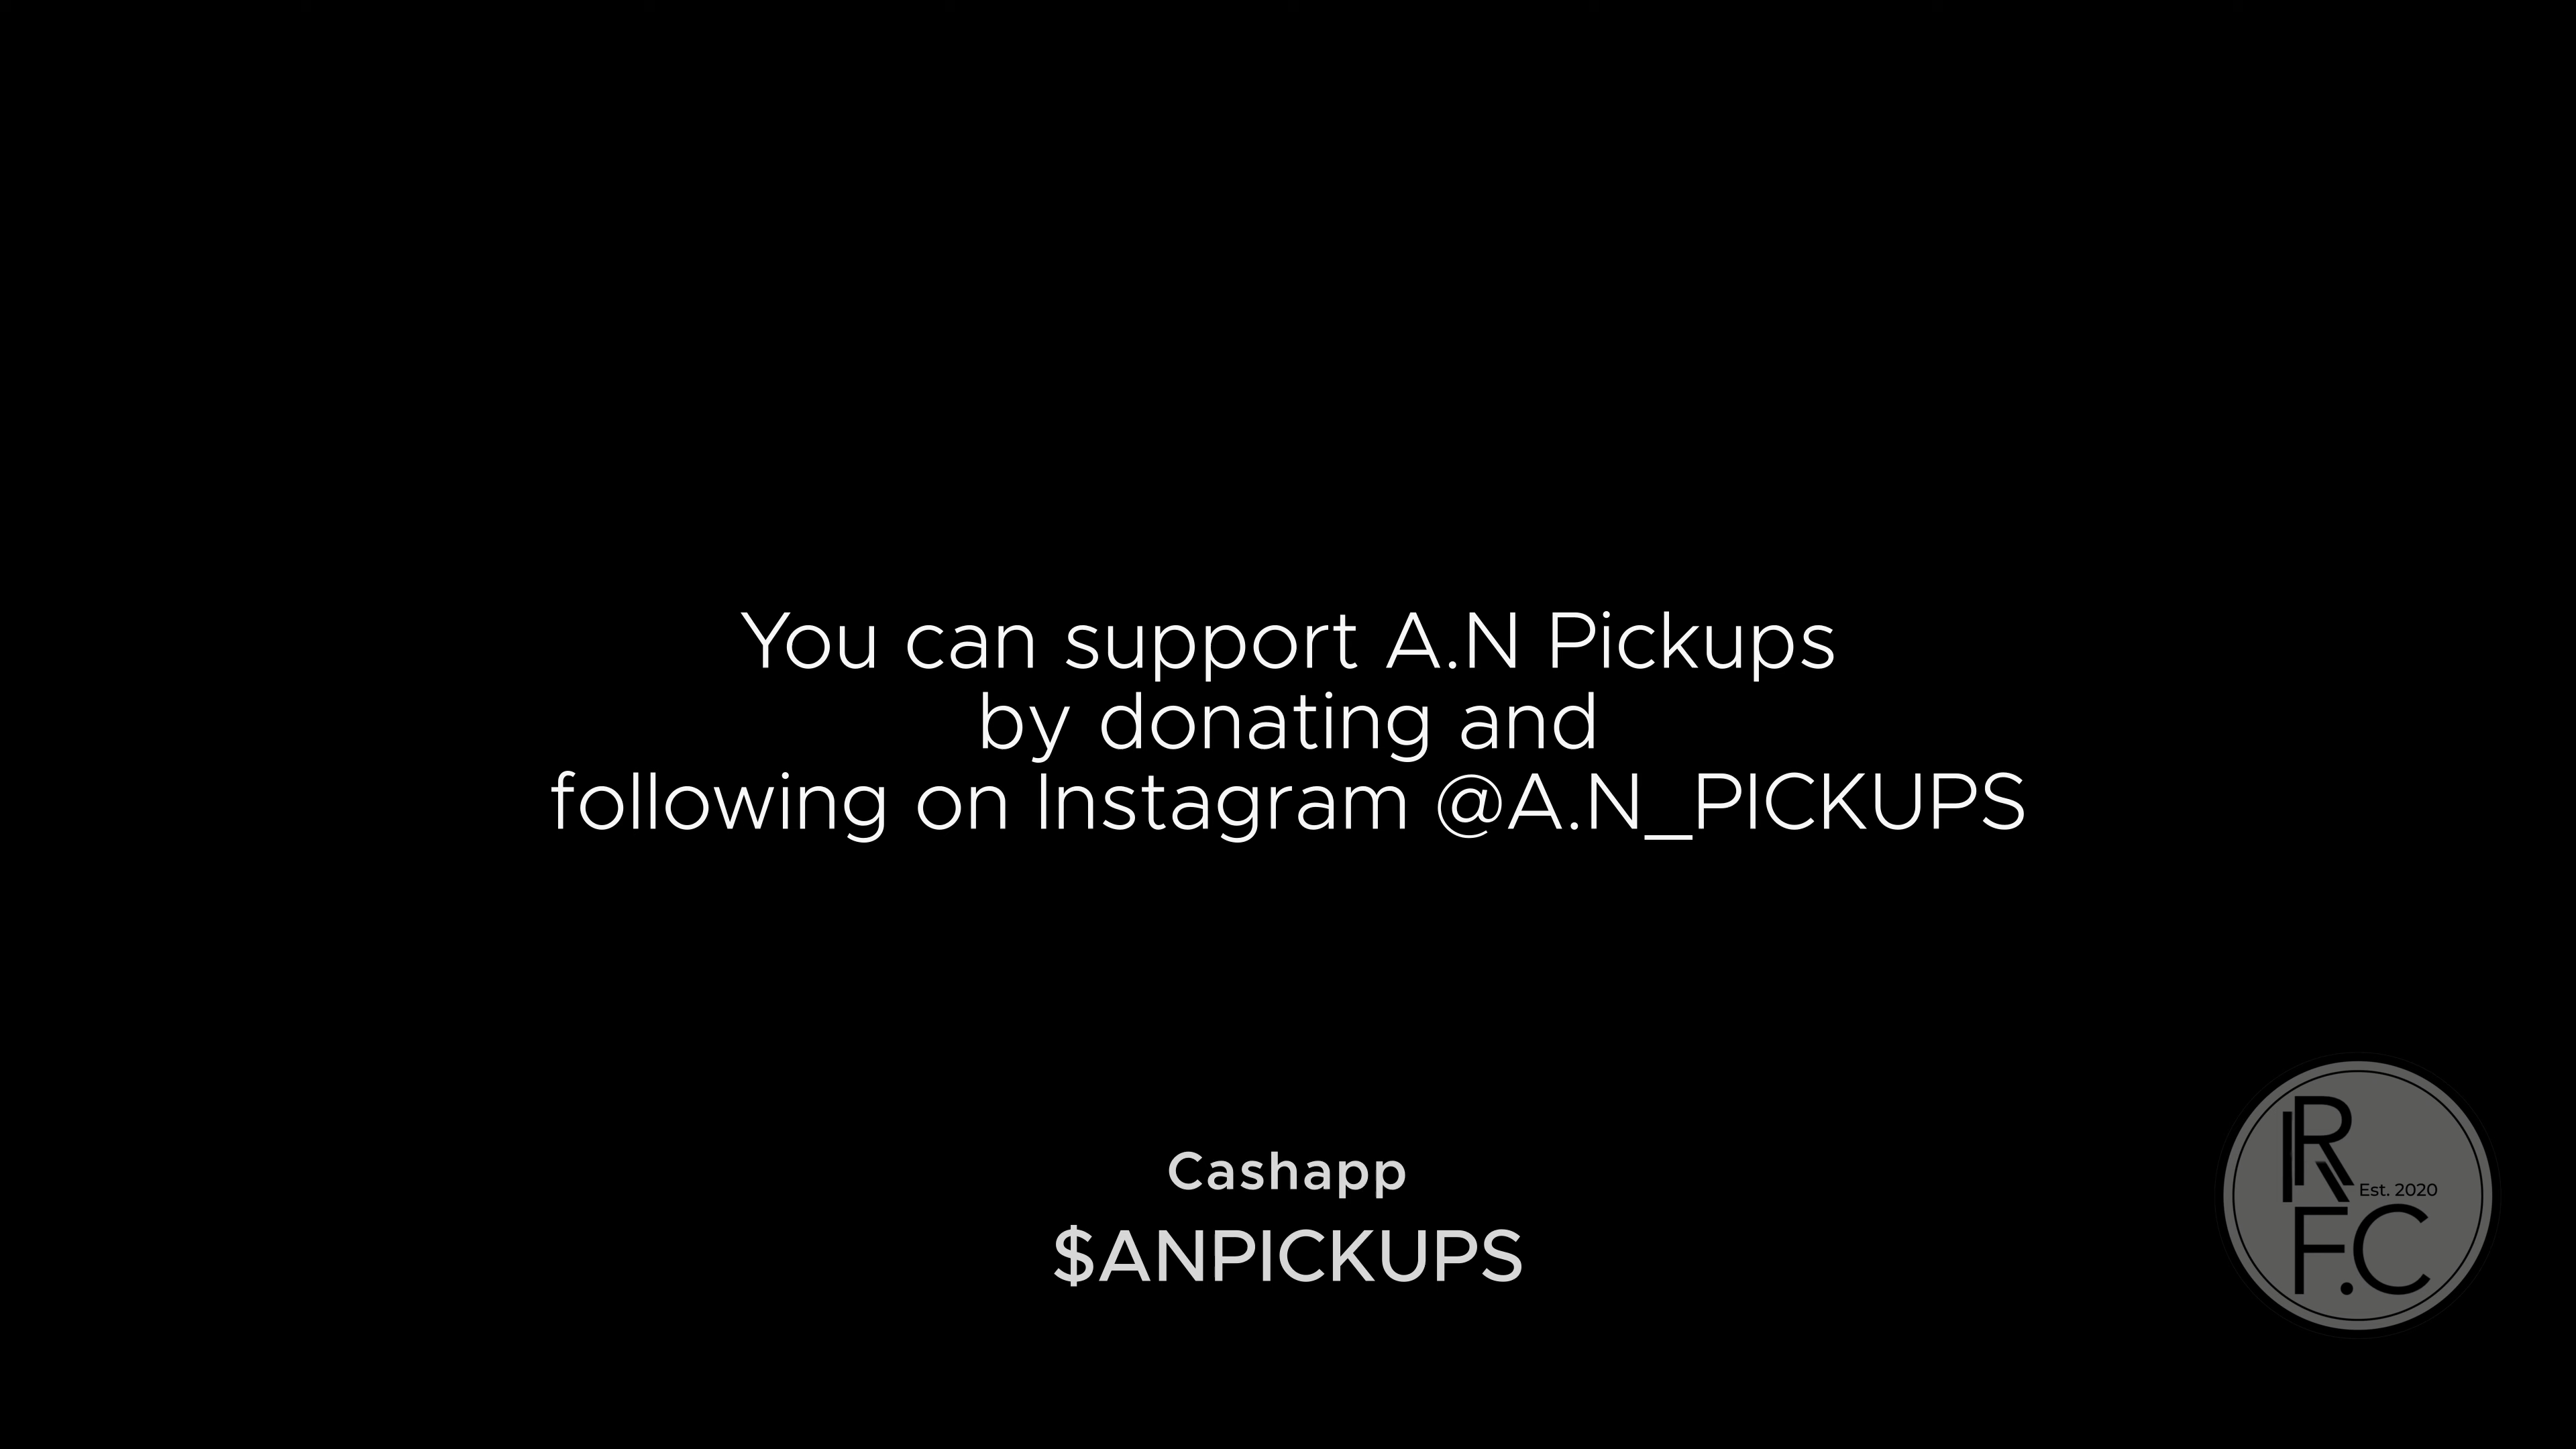 You can support A.N Pickups
by donating and
following on Instagram @A.N_PICKUPS
Cashapp
$ANPICKUPS
R
Est. 2020
F.C